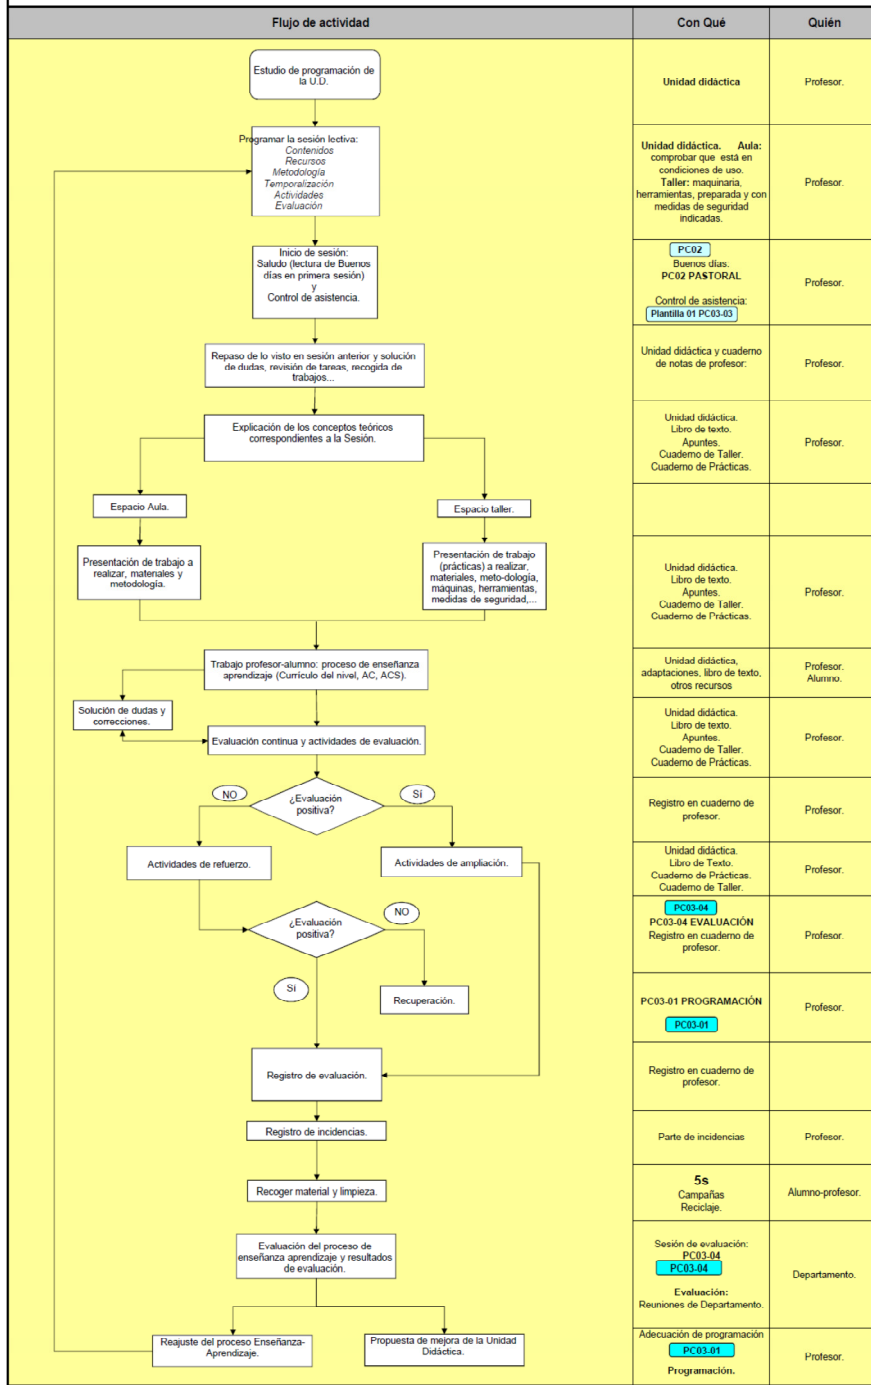 Flujo de actividad
Con Qué
Quién
Estudio de programación de
la U.D.
Unidad didáctica
Profesor.
Programar la sesión lectiva:
Contenidos
Recursos
Metodología
Temporalización
Actividades
Evaluación
Unidad didáctica. Aula:
comprobar que está en
condiciones de uso.
Taller: maquinaria,
herramientas, preparada y con
medidas de seguridad
indicadas.
Profesor.
Inicio de sesión:
Saludo (lectura de Buenos
días en primera sesión)
y
Control de asistencia.
PC02
Buenos días:
PC02 PASTORAL
Control de asistencia:
Plantilla 01 PC03-03
Profesor.
Repaso de lo visto en sesión anterior y solución
de dudas, revisión de tareas, recogida de
trabajos...
Unidad didáctica y cuaderno
de notas de profesor:
Profesor.
Explicación de los conceptos teóricos
correspondientes a la Sesión.
Unidad didáctica.
Libro de texto.
Apuntes.
Cuaderno de Taller.
Cuaderno de Prácticas.
Profesor.
Espacio Aula.
Espacio taller.
Presentación de trabajo a
realizar, materiales y
metodología.
Presentación de trabajo
(prácticas) a realizar,
materiales, meto-dología,
máquinas, herramientas,
medidas de seguridad,...
Unidad didáctica.
Libro de texto.
Apuntes.
Cuaderno de Taller.
Cuaderno de Prácticas.
Profesor.
Trabajo profesor-alumno: proceso de enseñanza
aprendizaje (Currículo del nivel, AC, ACS).
Unidad didáctica,
adaptaciones, libro de texto,
otros recursos
Profesor.
Alumno.
Solución de dudas y
correcciones.
Evaluación continua y actividades de evaluación.
Unidad didáctica.
Libro de texto.
Apuntes.
Cuaderno de Taller.
Cuaderno de Prácticas.
Profesor.
NO
¿Evaluación
positiva?
Sí
Registro en cuaderno de
profesor.
Profesor.
Actividades de refuerzo.
Actividades de ampliación.
Unidad didáctica.
Libro de Texto.
Cuaderno de Prácticas.
Cuaderno de Taller.
Profesor.
¿Evaluación
positiva?
NO
PC03-04
PC03-04 EVALUACIÓN
Registro en cuaderno de
profesor.
Profesor.
Sí
Recuperación.
PC03-01 PROGRAMACIÓN
PC03-01
Profesor.
Registro de evaluación.
Registro en cuaderno de
profesor.
Registro de incidencias.
Parte de incidencias
Profesor.
Recoger material y limpieza.
5s
Campañas
Reciclaje.
Alumno-profesor.
Evaluación del proceso de
enseñanza aprendizaje y resultados
de evaluación.
Sesión de evaluación:
PC03-04
PC03-04
Evaluación:
Reuniones de Departamento.
Departamento.
Reajuste del proceso Enseñanza-
Aprendizaje.
Propuesta de mejora de la Unidad
Didáctica.
Adecuación de programación
PC03-01
Programación.
Profesor.